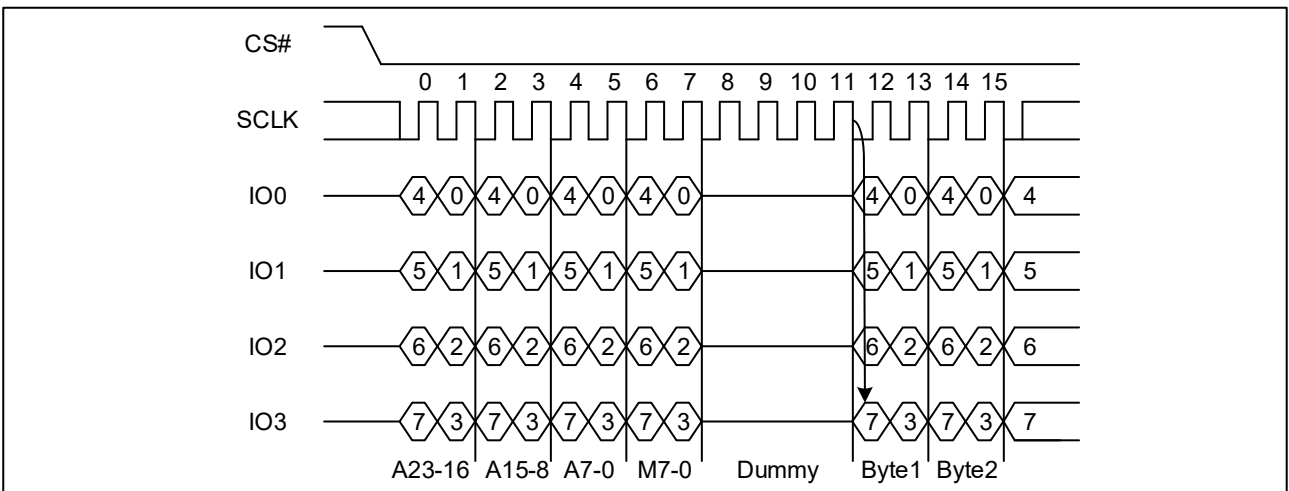 CS#
0 1 2 3 4 5 6 7 8 9 10 11 12 13 14 15
SCLK
IO0 4 0 4 0 4 0 4 0 4 0 4 0 4
IO1 5 1 5 1 5 1 5 1 5 1 5 1 5
IO2 6 2 6 2 6 2 6 2 6 2 6 2 6
IO3 7 3 7 3 7 3 7 3 7 3 7 3 7
A23-16 A15-8 A7-0 M7-0 Dummy Byte1 Byte2